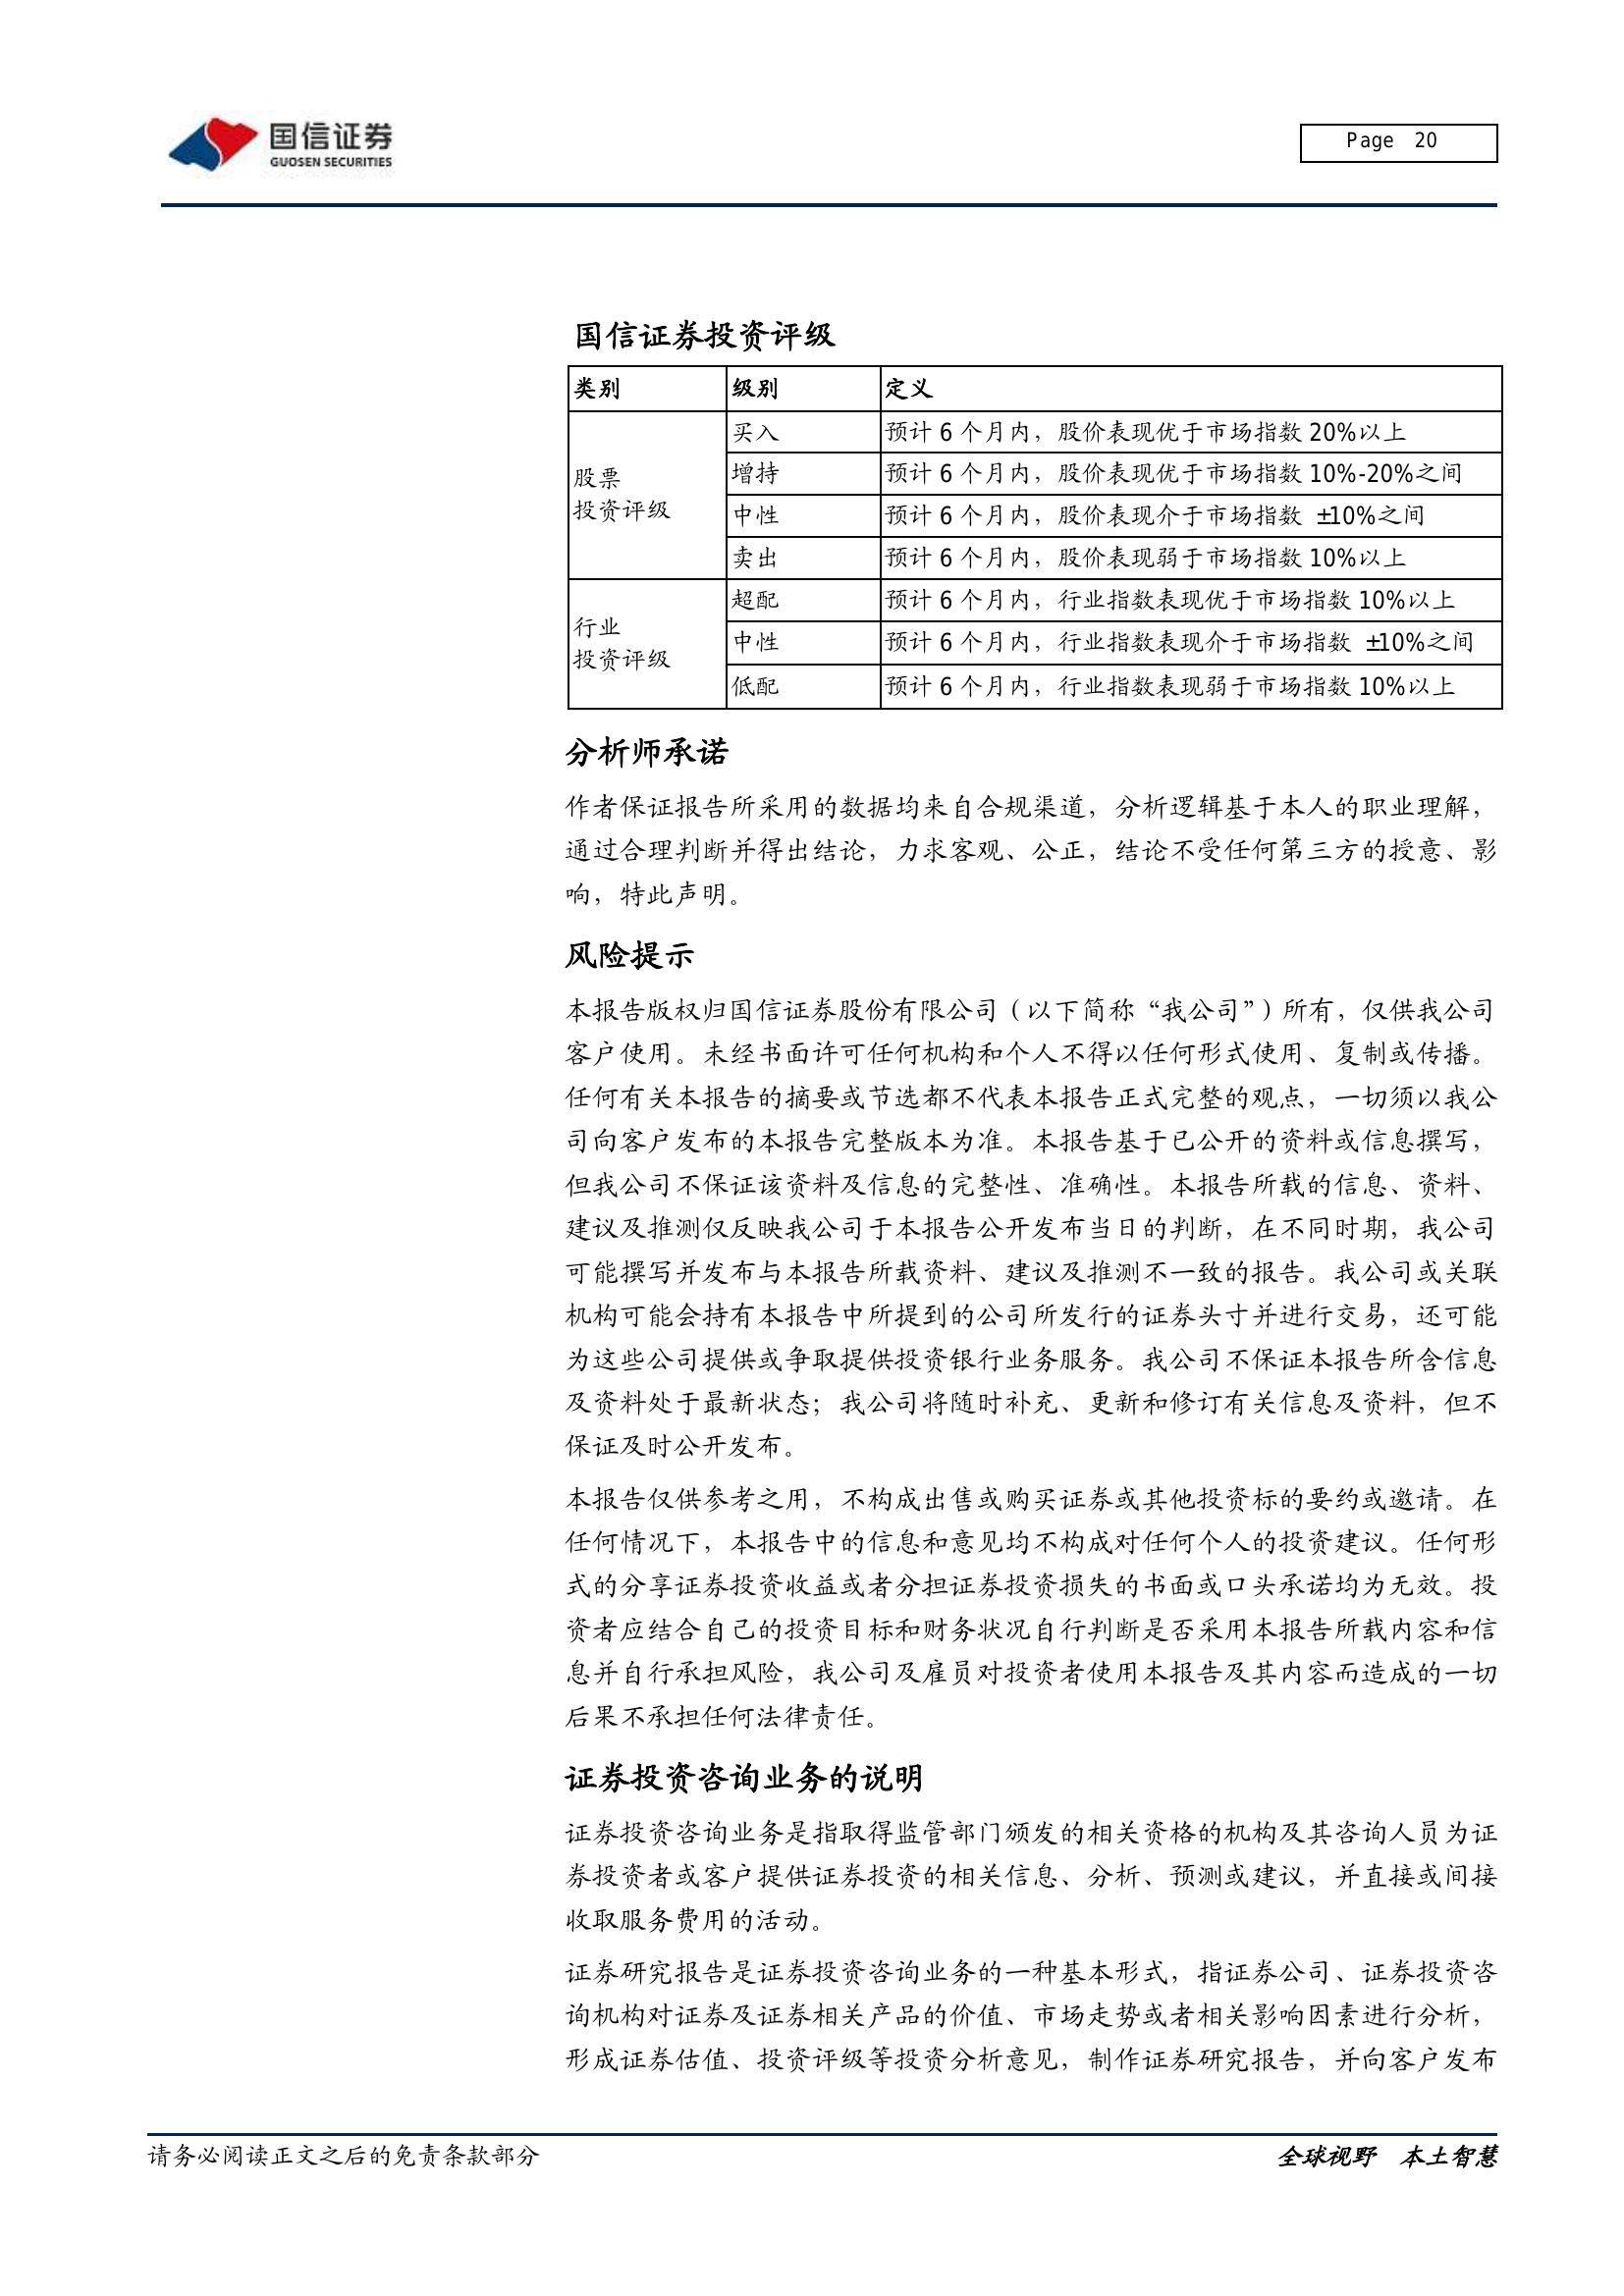 国信证券
GUOSEN SECURITIES
Page 20
国信证券投资评级
类别 级别 定义
股票
投资评级
买入 预计 6 个月内，股价表现优于市场指数 20%以上
增持 预计 6 个月内，股价表现优于市场指数 10%-20%之间
中性 预计 6 个月内，股价表现介于市场指数 ±10%之间
卖出 预计 6 个月内，股价表现弱于市场指数 10%以上
行业
投资评级
超配 预计 6 个月内，行业指数表现优于市场指数 10%以上
中性 预计 6 个月内，行业指数表现介于市场指数 ±10%之间
低配 预计 6 个月内，行业指数表现弱于市场指数 10%以上
分析师承诺
作者保证报告所采用的数据均来自合规渠道，分析逻辑基于本人的职业理解，
通过合理判断并得出结论，力求客观、公正，结论不受任何第三方的授意、影
响，特此声明。
风险提示
本报告版权归国信证券股份有限公司（以下简称“我公司”）所有，仅供我公司
客户使用。未经书面许可任何机构和个人不得以任何形式使用、复制或传播。
任何有关本报告的摘要或节选都不代表本报告正式完整的观点，一切须以我公
司向客户发布的本报告完整版本为准。本报告基于已公开的资料或信息撰写，
但我公司不保证该资料及信息的完整性、准确性。本报告所载的信息、资料、
建议及推测仅反映我公司于本报告公开发布当日的判断，在不同时期，我公司
可能撰写并发布与本报告所载资料、建议及推测不一致的报告。我公司或关联
机构可能会持有本报告中所提到的公司所发行的证券头寸并进行交易，还可能
为这些公司提供或争取提供投资银行业务服务。我公司不保证本报告所含信息
及资料处于最新状态；我公司将随时补充、更新和修订有关信息及资料，但不
保证及时公开发布。
本报告仅供参考之用，不构成出售或购买证券或其他投资标的要约或邀请。在
任何情况下，本报告中的信息和意见均不构成对任何个人的投资建议。任何形
式的分享证券投资收益或者分担证券投资损失的书面或口头承诺均为无效。投
资者应结合自己的投资目标和财务状况自行判断是否采用本报告所载内容和信
息并自行承担风险，我公司及雇员对投资者使用本报告及其内容而造成的一切
后果不承担任何法律责任。
证券投资咨询业务的说明
证券投资咨询业务是指取得监管部门颁发的相关资格的机构及其咨询人员为证
券投资者或客户提供证券投资的相关信息、分析、预测或建议，并直接或间接
收取服务费用的活动。
证券研究报告是证券投资咨询业务的一种基本形式，指证券公司、证券投资咨
询机构对证券及证券相关产品的价值、市场走势或者相关影响因素进行分析，
形成证券估值、投资评级等投资分析意见，制作证券研究报告，并向客户发布
请务必阅读正文之后的免责条款部分
全球视野 本土智慧